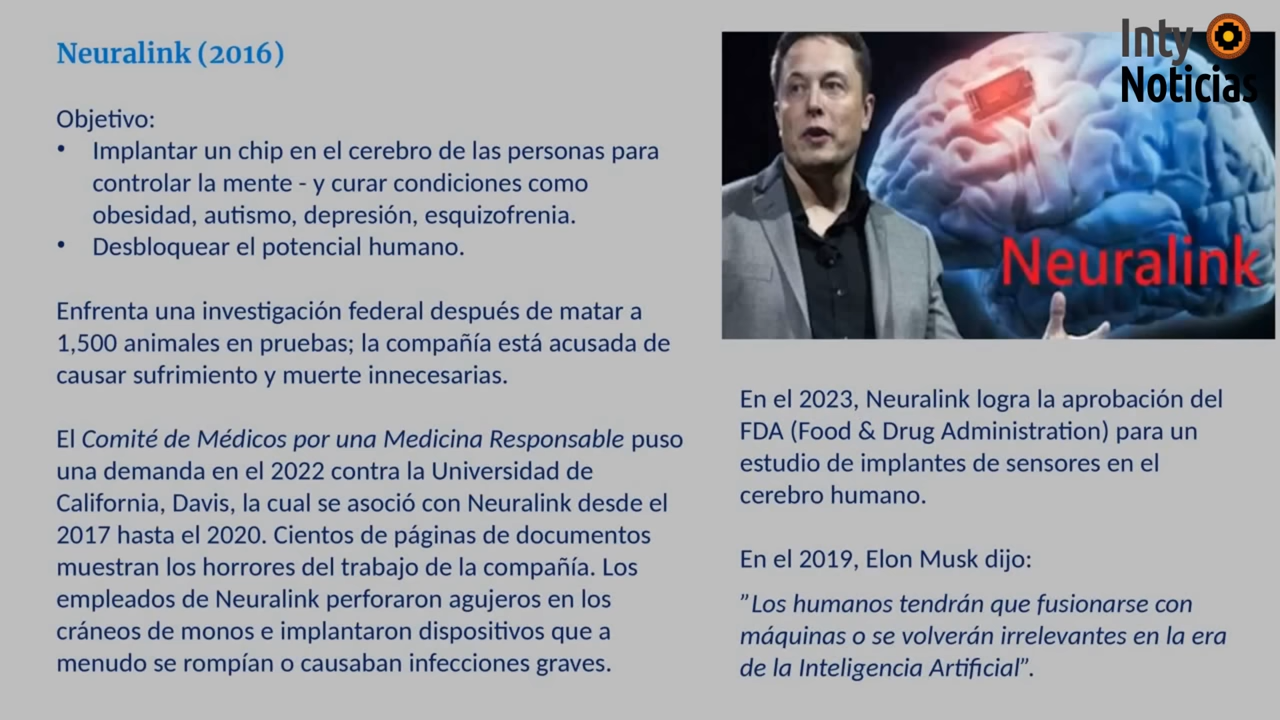 Neuralink (2016)
Objetivo:
• Implantar un chip en el cerebro de las personas para
controlar la mente - y curar condiciones como
obesidad, autismo, depresión, esquizofrenia.
• Desbloquear el potencial humano.
Enfrenta una investigación federal después de matar a
1,500 animales en pruebas; la compañía está acusada de
causar sufrimiento y muerte innecesarias.
El Comité de Médicos por una Medicina Responsable puso
una demanda en el 2022 contra la Universidad de
California, Davis, la cual se asoció con Neuralink desde el
2017 hasta el 2020. Cientos de páginas de documentos
muestran los horrores del trabajo de la compañía. Los
empleados de Neuralink perforaron agujeros en los
cráneos de monos e implantaron dispositivos que a
menudo se rompían o causaban infecciones graves.
Inty
Noticias
Neuralink
En el 2023, Neuralink logra la aprobación del
FDA (Food & Drug Administration) para un
estudio de implantes de sensores en el
cerebro humano.
En el 2019, Elon Musk dijo:
”Los humanos tendrán que fusionarse con
máquinas o se volverán irrelevantes en la era
de la Inteligencia Artificial”.